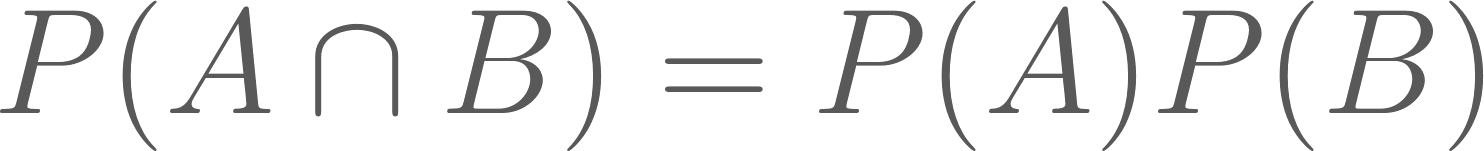 P(A ∩ B) = P(A)P(B)